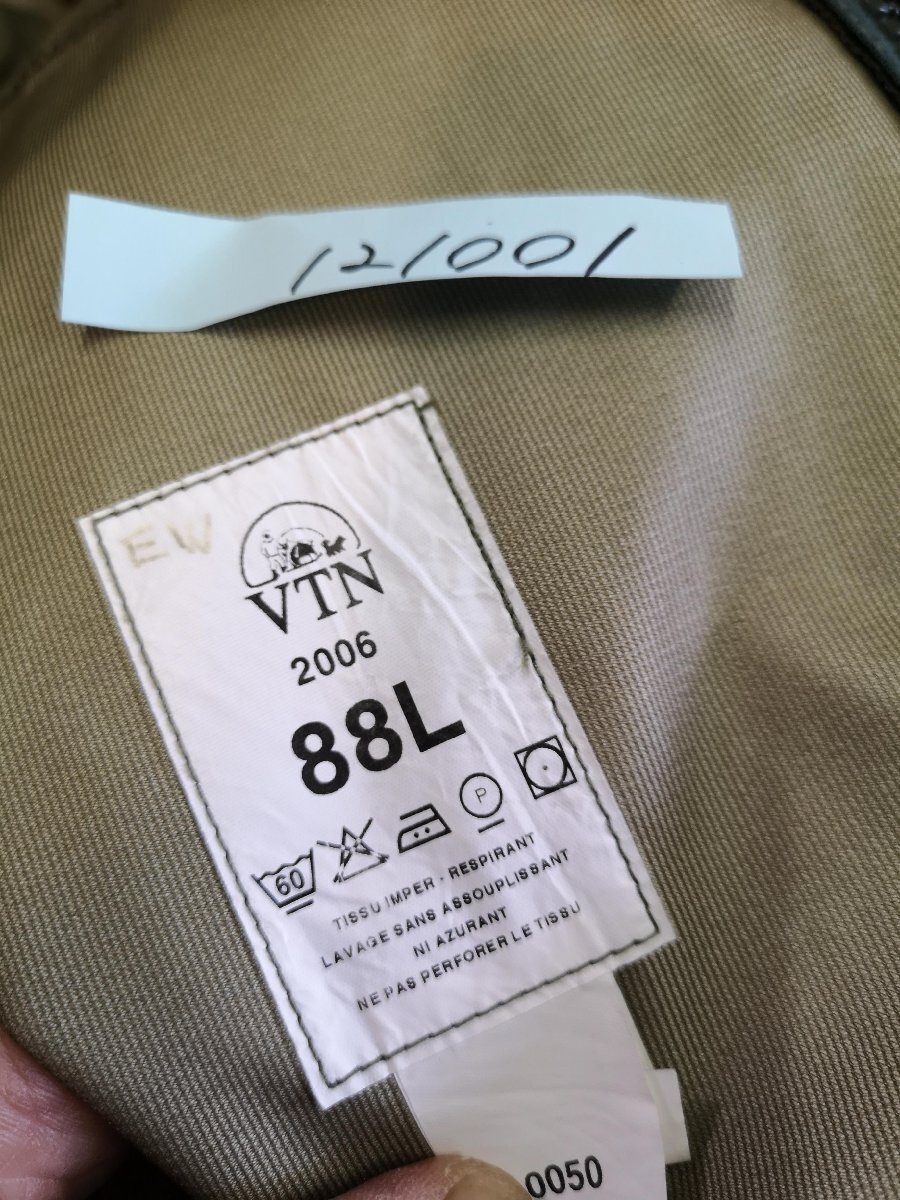 121001
EW
VTN
2006
88L
60
P
TISSU IMPER - RESPIRANT
LAVAGE SANS ASSOUPLISSANT
NI AZURANT
NE PAS PERFORER LE TISSU
0050